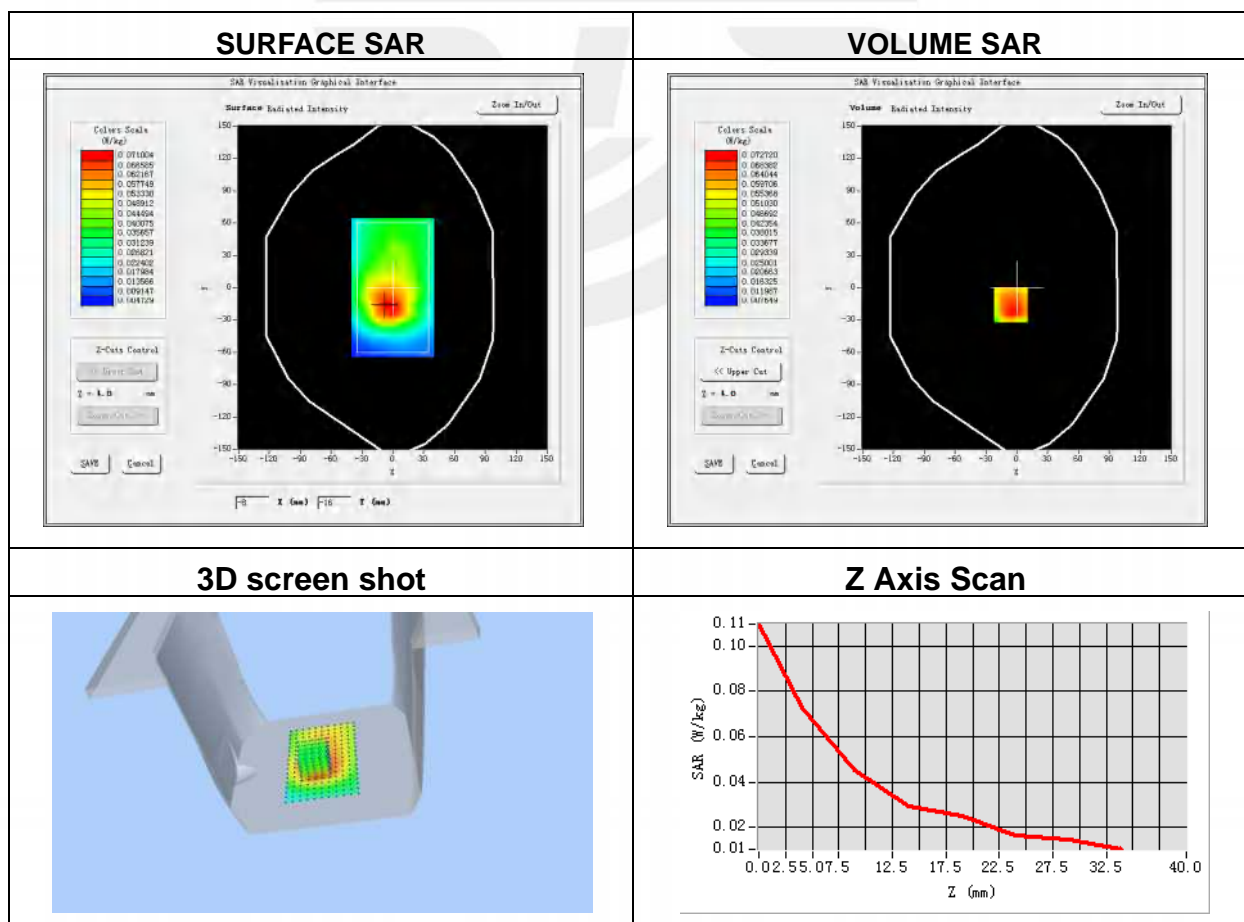 SURFACE SAR
SAR Visualisation Graphical Interface
Surface Radiated Intensity
Zoom In/Out
Colors Scale
(W/kg)
0.071004
0.066585
0.062167
0.057749
0.053330
0.048912
0.044494
0.040075
0.035657
0.031239
0.026821
0.022402
0.017984
0.013566
0.009147
0.004729
Z-Cuts Control
mm
SAVE
Cancel
150
120
90
60
30
0
-30
-60
-90
-120
-150
-150 -120 -90 -60 -30 0 30 60 90 120 150
X
-8 X (mm) -16 Y (mm)
VOLUME SAR
SAR Visualisation Graphical Interface
Volume Radiated Intensity
Zoom In/Out
Colors Scale
(W/kg)
0.072720
0.068382
0.064044
0.059706
0.055368
0.051030
0.046692
0.042354
0.038015
0.033677
0.029339
0.025001
0.020663
0.016325
0.011987
0.007649
Z-Cuts Control
<< Upper Cut
mm
SAVE
Cancel
150
120
90
60
30
0
-30
-60
-90
-120
-150
-150 -120 -90 -60 -30 0 30 60 90 120 150
X
3D screen shot
Z Axis Scan
0.11
0.10
0.08
0.06
0.04
0.02
0.01
SAR (W/kg)
0.0 2.5 5.0 7.5 12.5 17.5 22.5 27.5 32.5 40.0
Z (mm)